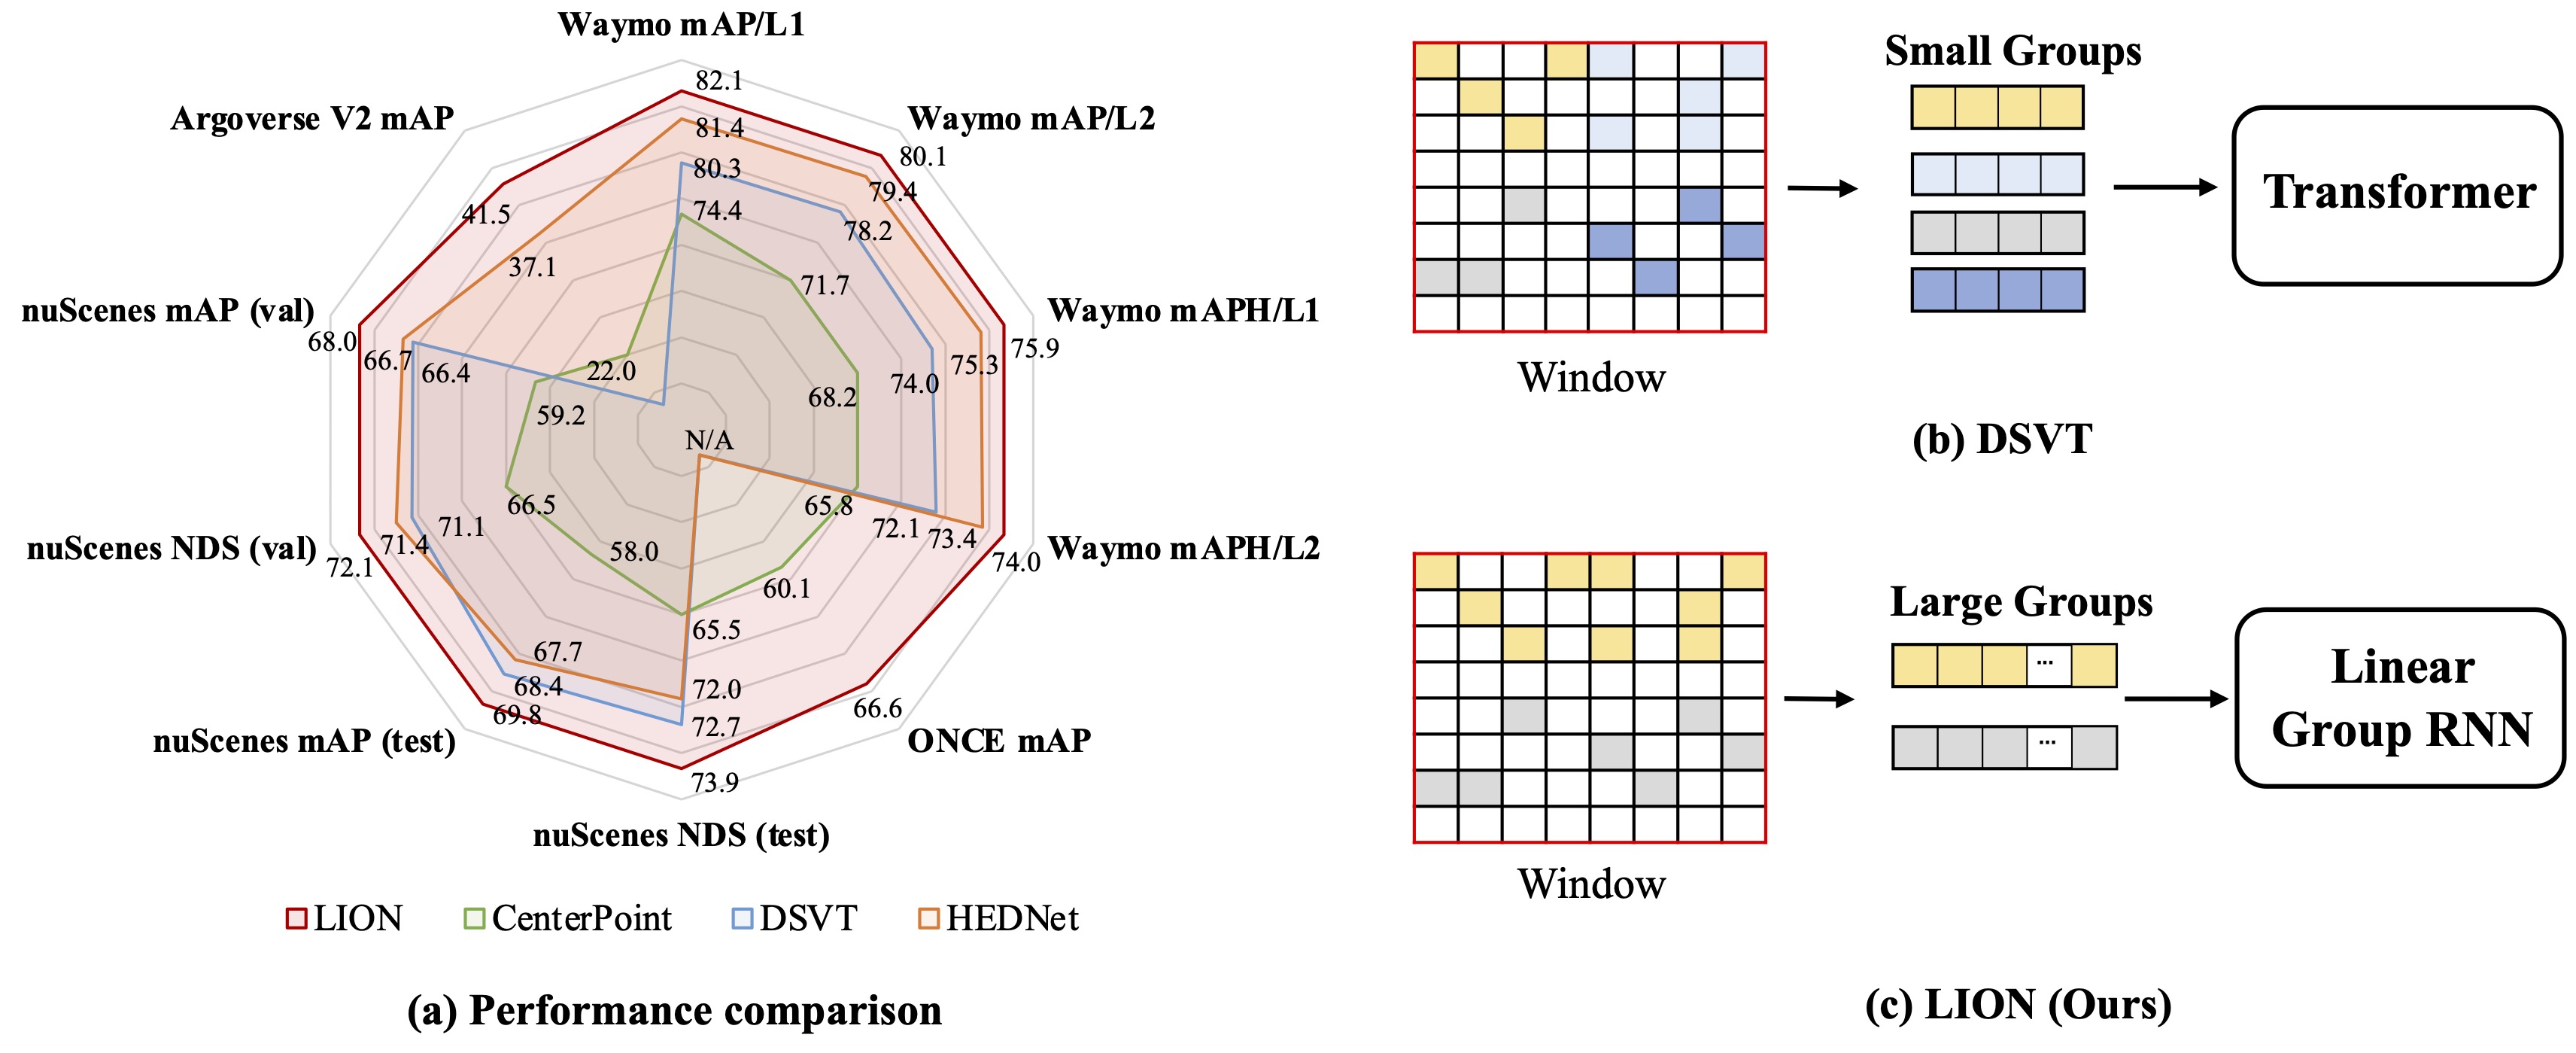 Waymo mAP/L1
82.1
81.4
80.3
74.4
Waymo mAP/L2
80.1
79.4
78.2
71.7
Waymo mAPH/L1
75.9
75.3
74.0
68.2
Waymo mAPH/L2
74.0
73.4
72.1
65.8
ONCE mAP
66.6
60.1
N/A
nuScenes NDS (test)
73.9
72.7
72.0
65.5
nuScenes mAP (test)
69.8
68.4
67.7
58.0
nuScenes NDS (val)
72.1
71.4
71.1
66.5
nuScenes mAP (val)
68.0
66.7
66.4
59.2
Argoverse V2 mAP
41.5
37.1
22.0
LION CenterPoint DSVT HEDNet
(a) Performance comparison
Window
Small Groups
Transformer
(b) DSVT
Window
Large Groups
...
...
Linear
Group RNN
(c) LION (Ours)